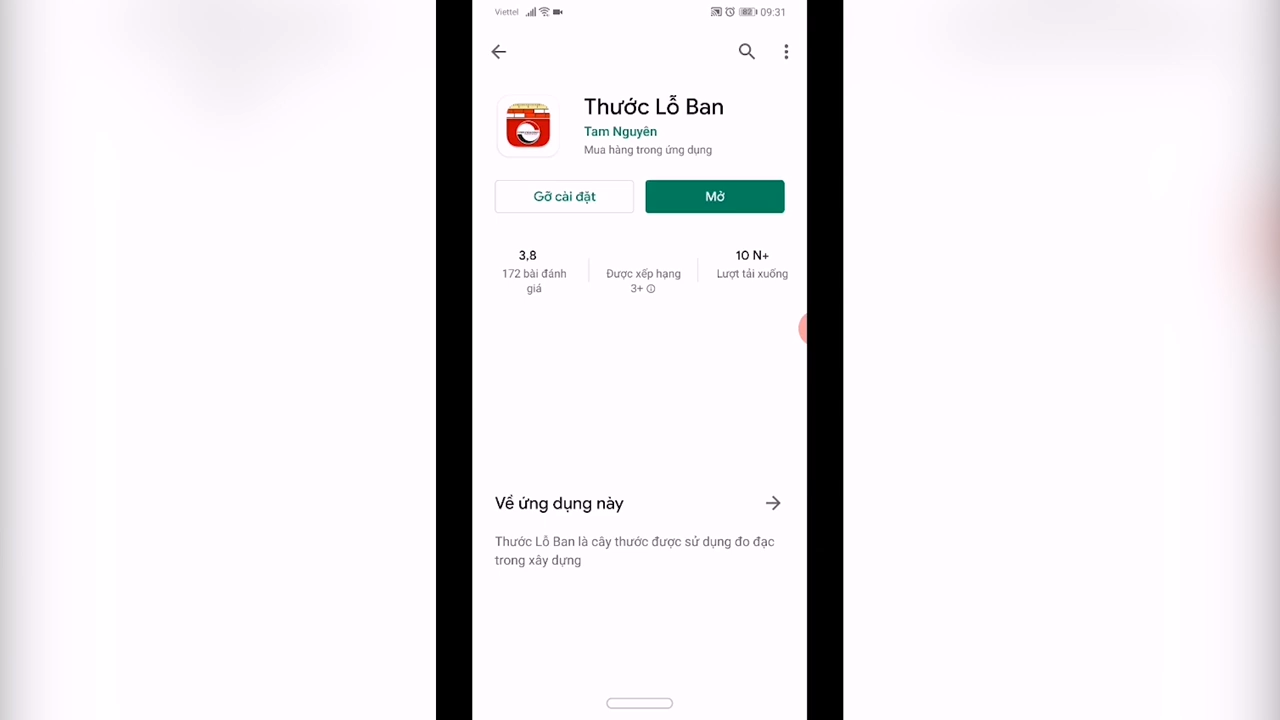 Viettel 82 09:31
Thước Lỗ Ban
Tam Nguyên
Mua hàng trong ứng dụng
Gỡ cài đặt Mở
3,8 10 N+
172 bài đánh Được xếp hạng Lượt tải xuống
giá 3+
Về ứng dụng này
Thước Lỗ Ban là cây thước được sử dụng đo đạc
trong xây dựng